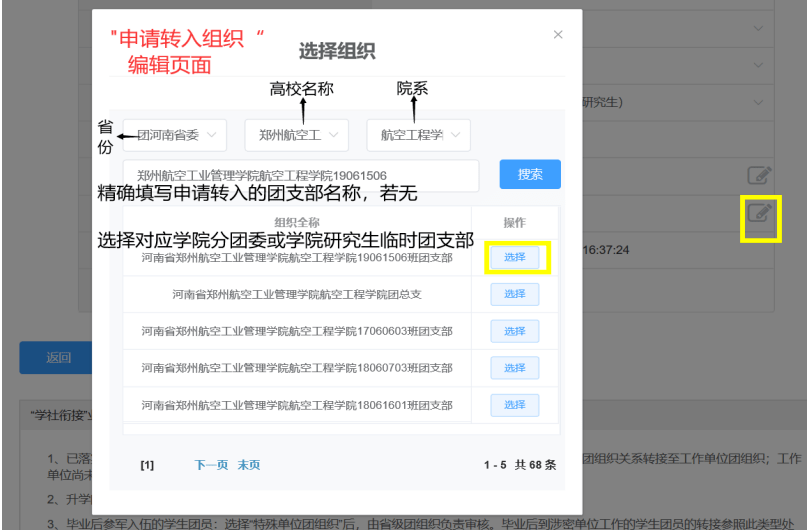 "申请转入组织“
编辑页面
选择组织
×
高校名称
院系
省份
团河南省委
郑州航空工
航空工程学
研究生)
郑州航空工业管理学院航空工程学院19061506
搜索
精确填写申请转入的团支部名称，若无
组织全称
操作
选择对应学院分团委或学院研究生临时团支部
河南省郑州航空工业管理学院航空工程学院19061506班团支部
选择
16:37:24
河南省郑州航空工业管理学院航空工程学院团总支
选择
河南省郑州航空工业管理学院航空工程学院17060603班团支部
选择
返回
河南省郑州航空工业管理学院航空工程学院18060703班团支部
选择
河南省郑州航空工业管理学院航空工程学院18061601班团支部
选择
“学社衔接”
[1]
下一页
末页
1 - 5 共 68 条
1、已落
团组织关系转接至工作单位团组织；工作
单位尚未
2、升学
3、毕业后参军入伍的学生团员：选择“特殊单位团组织”后，由省级团组织负责审核。毕业后到涉密单位工作的学生团员的转接参照此类型处